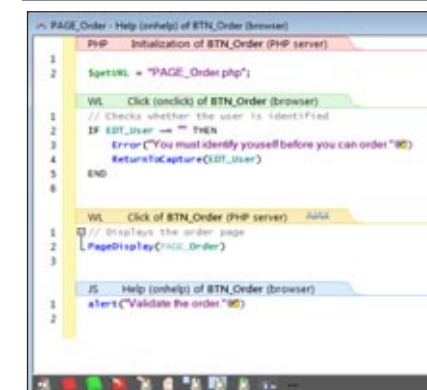 PAGE_Order - Help (onhelp) of BTN_Order (browser)
PHP Initialization of BTN_Order (PHP server)
1
2 $getURL = "PAGE_Order.php";
WL Click (onclick) of BTN_Order (browser)
1 // Checks whether the user is identified
2 IF EDT_User ~= "" THEN
3 Error("You must identify youself before you can order.")
4 ReturnToCapture(EDT_User)
5 END
6
WL Click of BTN_Order (PHP server) AJAX
1 // Displays the order page
2 PageDisplay(PAGE_Order)
3
JS Help (onhelp) of BTN_Order (browser)
1 alert("Validate the order.")
2